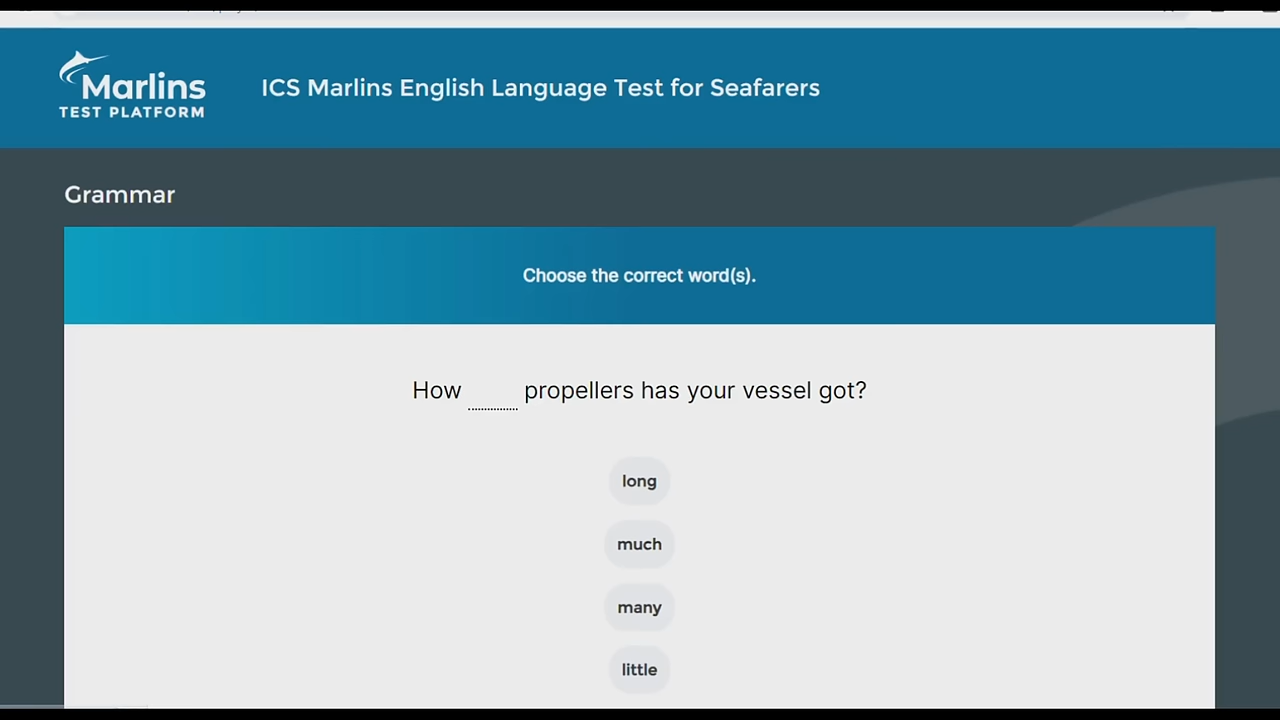 Marlins
TEST PLATFORM
ICS Marlins English Language Test for Seafarers
Grammar
Choose the correct word(s).
How ____ propellers has your vessel got?
long
much
many
little